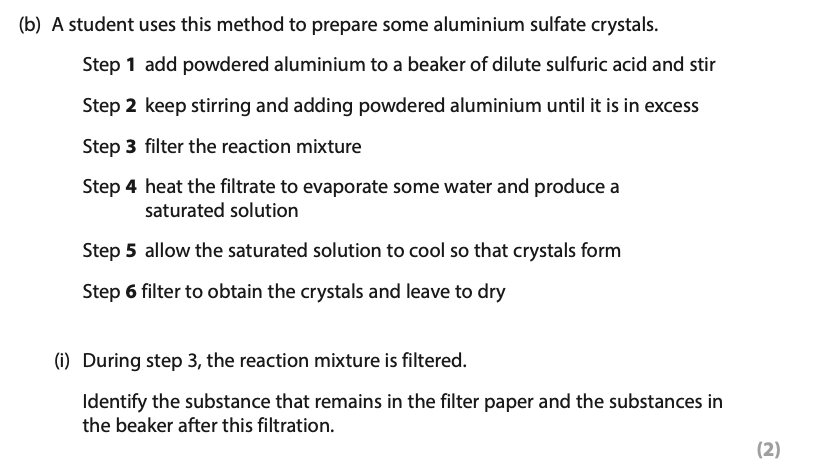 (b) A student uses this method to prepare some aluminium sulfate crystals.
Step 1 add powdered aluminium to a beaker of dilute sulfuric acid and stir
Step 2 keep stirring and adding powdered aluminium until it is in excess
Step 3 filter the reaction mixture
Step 4 heat the filtrate to evaporate some water and produce a
saturated solution
Step 5 allow the saturated solution to cool so that crystals form
Step 6 filter to obtain the crystals and leave to dry
(i) During step 3, the reaction mixture is filtered.
Identify the substance that remains in the filter paper and the substances in
the beaker after this filtration.
(2)